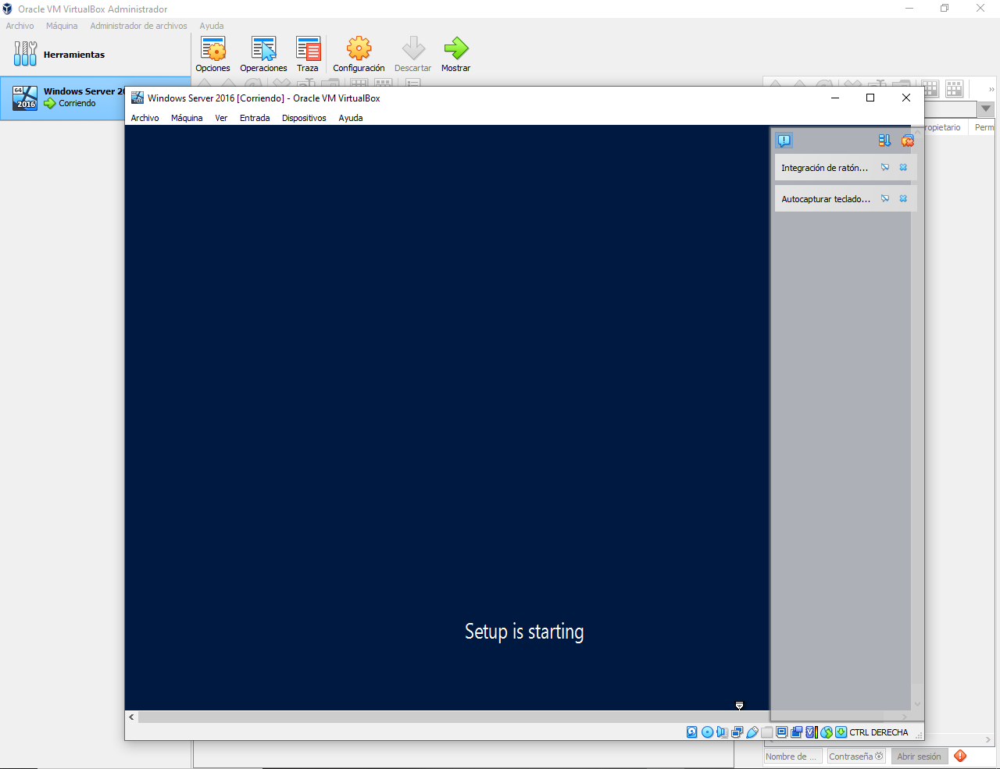 Oracle VM VirtualBox Administrador
Archivo Máquina Administrador de archivos Ayuda
Herramientas
Opciones Operaciones Traza Configuración Descartar Mostrar
64
2016
Windows Server 20
Corriendo
Windows Server 2016 [Corriendo] - Oracle VM VirtualBox
Archivo Máquina Ver Entrada Dispositivos Ayuda
ropietario Perm
Integración de ratón...
Autocapturar teclado...
Setup is starting
CTRL DERECHA
Nombre de ... Contraseña Abrir sesión